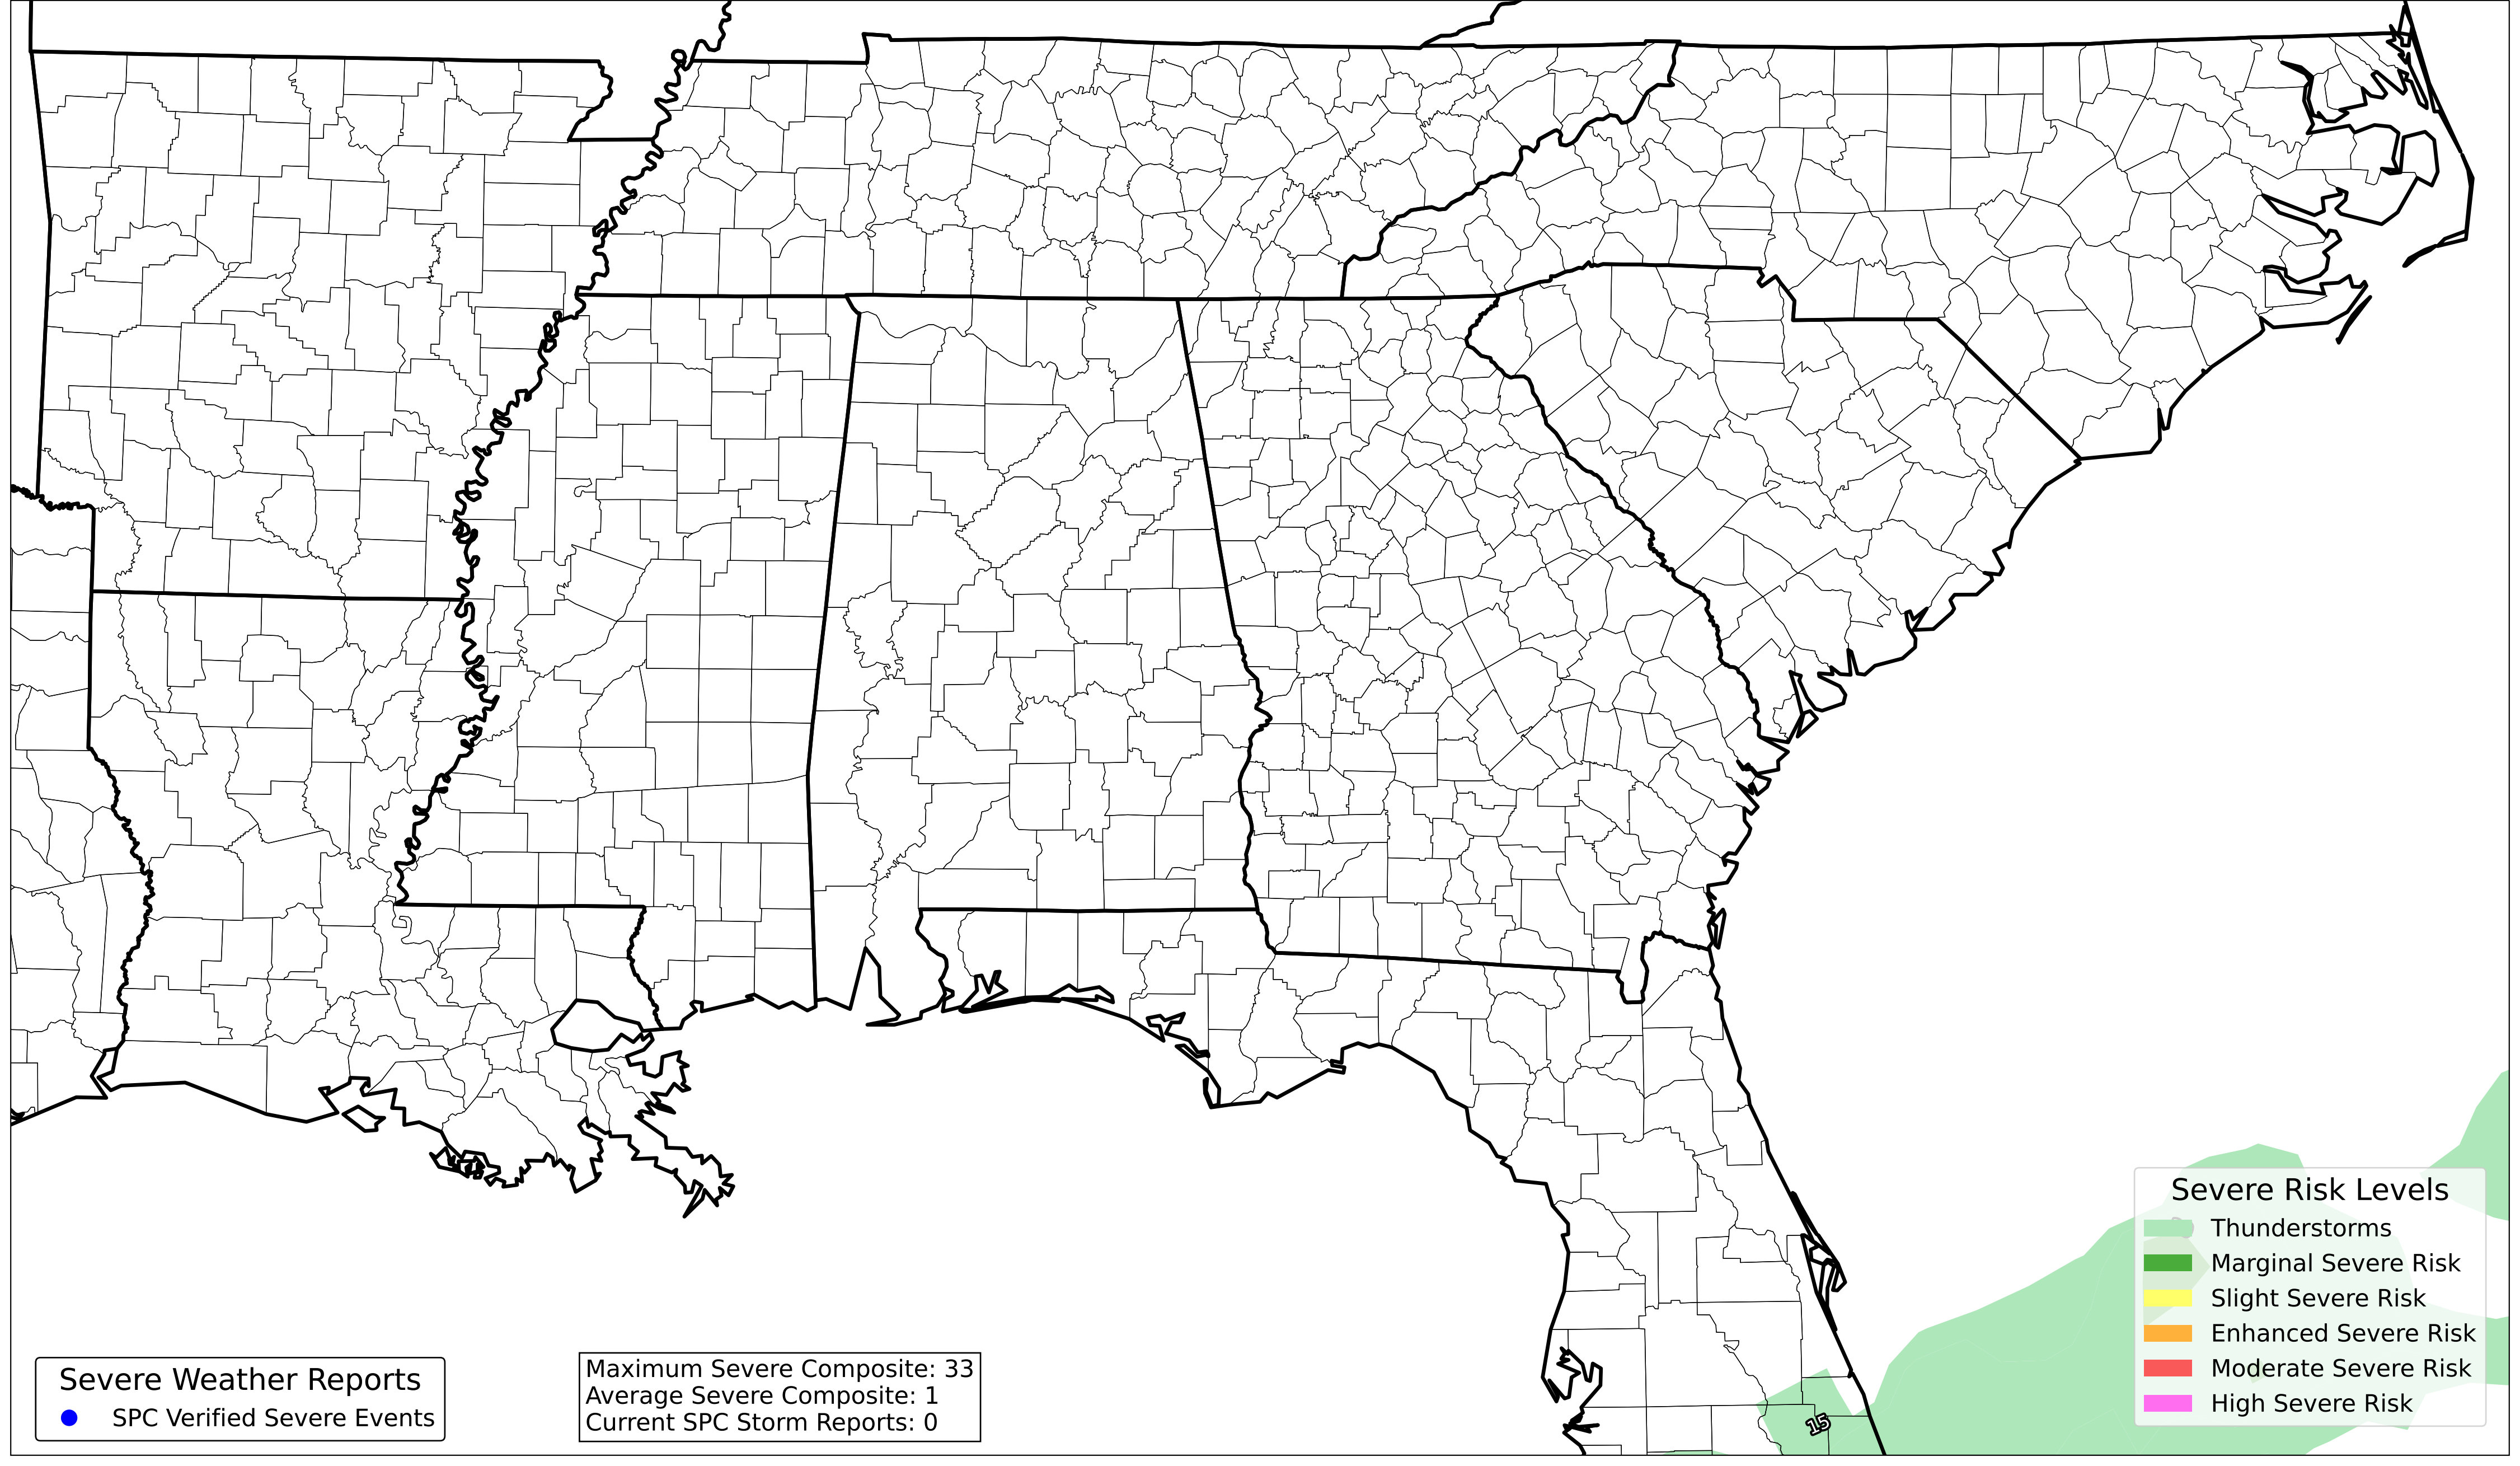 Severe Risk Levels
Thunderstorms
Marginal Severe Risk
Slight Severe Risk
Enhanced Severe Risk
Moderate Severe Risk
High Severe Risk
Severe Weather Reports
SPC Verified Severe Events
Maximum Severe Composite: 33
Average Severe Composite: 1
Current SPC Storm Reports: 0
15